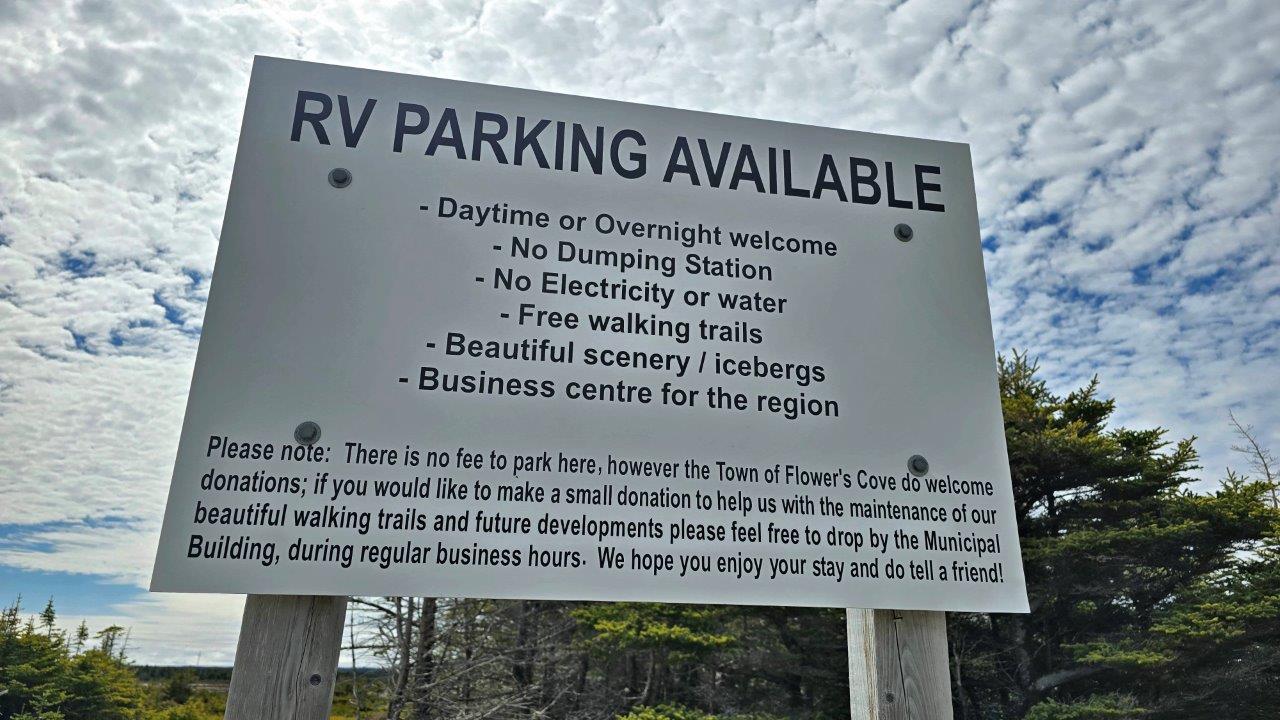 RV PARKING AVAILABLE
- Daytime or Overnight welcome
- No Dumping Station
- No Electricity or water
- Free walking trails
- Beautiful scenery / icebergs
- Business centre for the region
Please note: There is no fee to park here, however the Town of Flower's Cove do welcome
donations; if you would like to make a small donation to help us with the maintenance of our
beautiful walking trails and future developments please feel free to drop by the Municipal
Building, during regular business hours. We hope you enjoy your stay and do tell a friend!